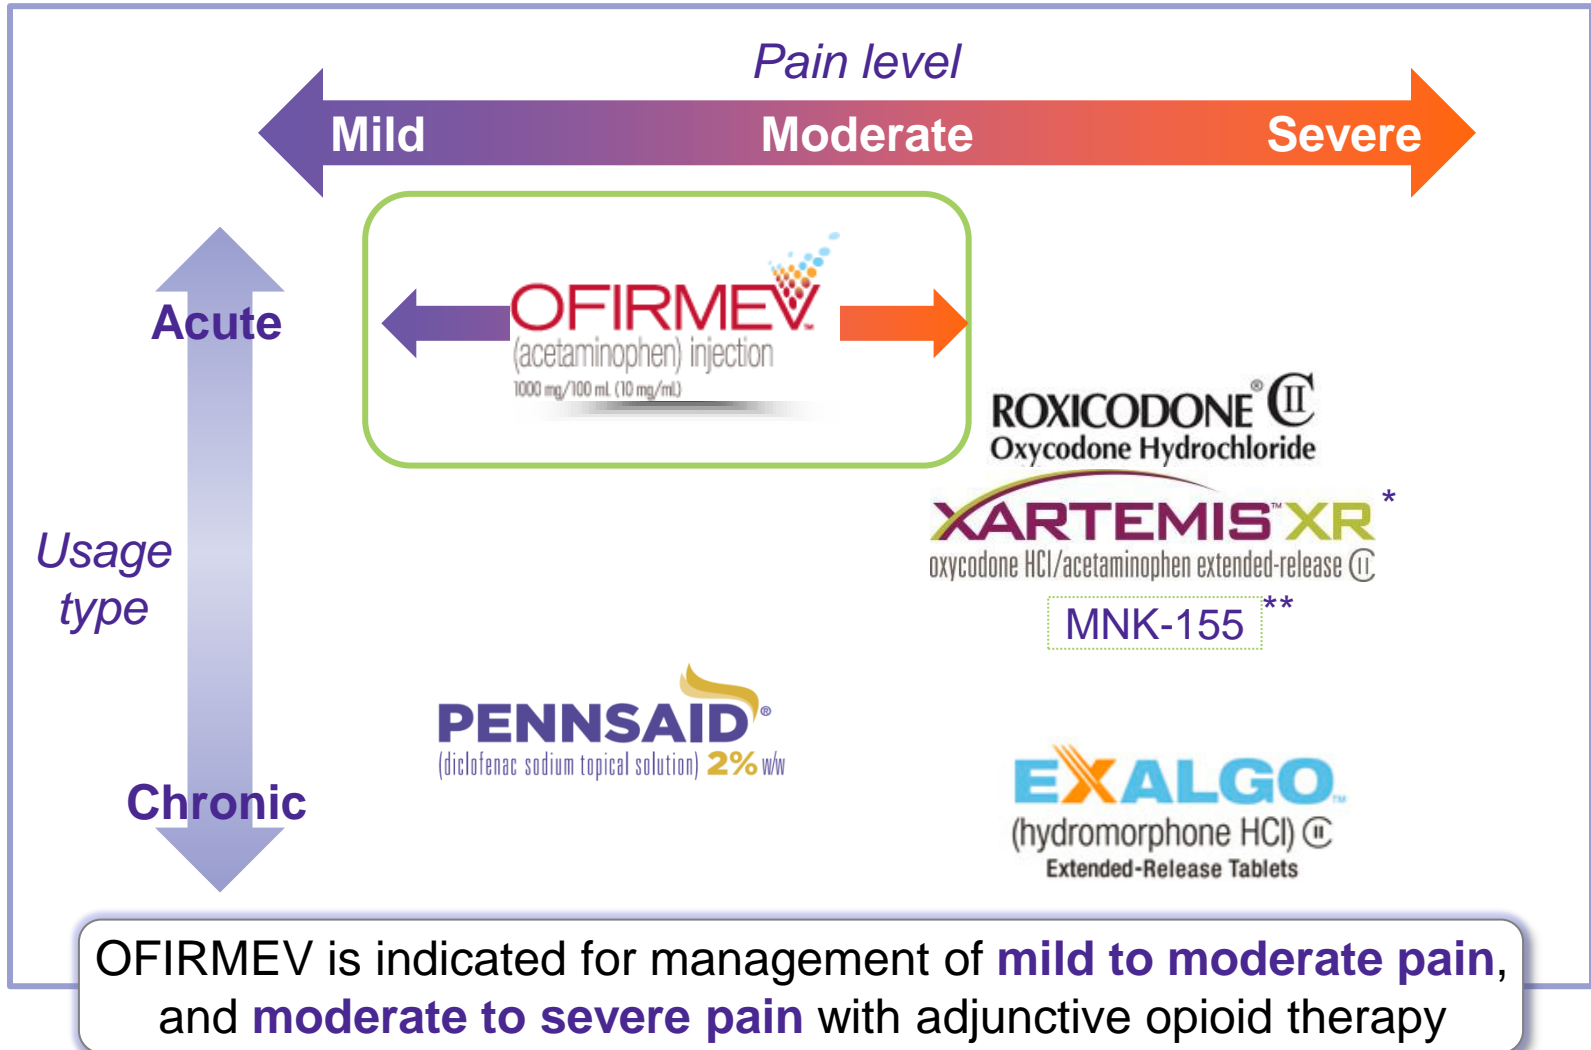 Pain level
Mild Moderate Severe
Acute
OFIRMEV™
(acetaminophen) injection
1000 mg/100 mL (10 mg/mL)
ROXICODONE® CII
Oxycodone Hydrochloride
XARTEMIS™ XR *
oxycodone HCl/acetaminophen extended-release CII
MNK-155 **
Usage
type
PENNSAID®
(diclofenac sodium topical solution) 2% w/w
Chronic
EXALGO™
(hydromorphone HCl) CII
Extended-Release Tablets
OFIRMEV is indicated for management of mild to moderate pain,
and moderate to severe pain with adjunctive opioid therapy